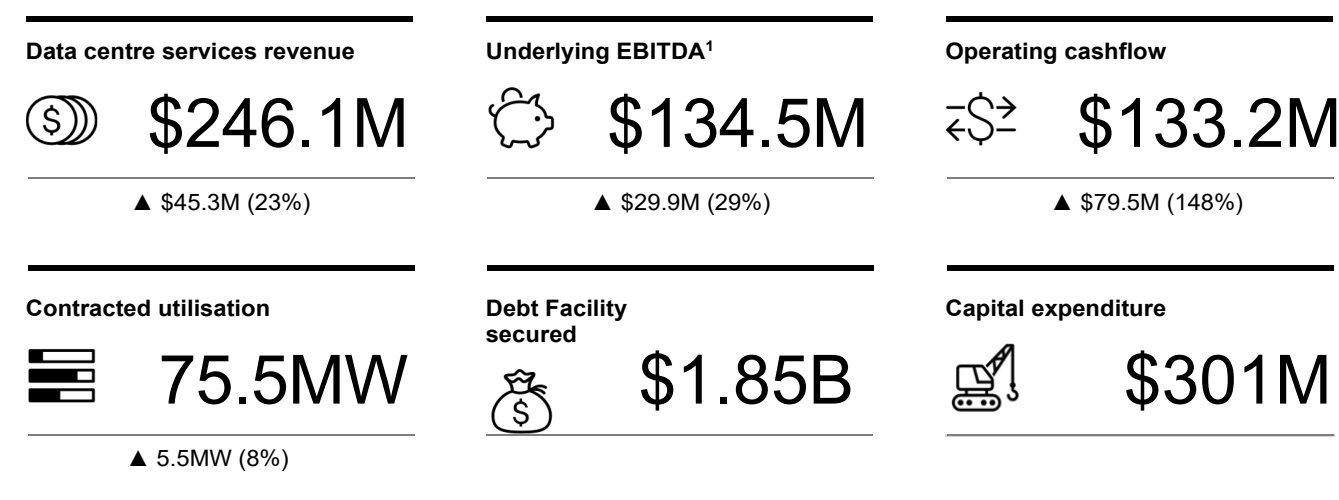 Data centre services revenue
$246.1M
▲ $45.3M (23%)
Underlying EBITDA¹
$134.5M
▲ $29.9M (29%)
Operating cashflow
$133.2M
▲ $79.5M (148%)
Contracted utilisation
75.5MW
▲ 5.5MW (8%)
Debt Facility
secured
$1.85B
Capital expenditure
$301M